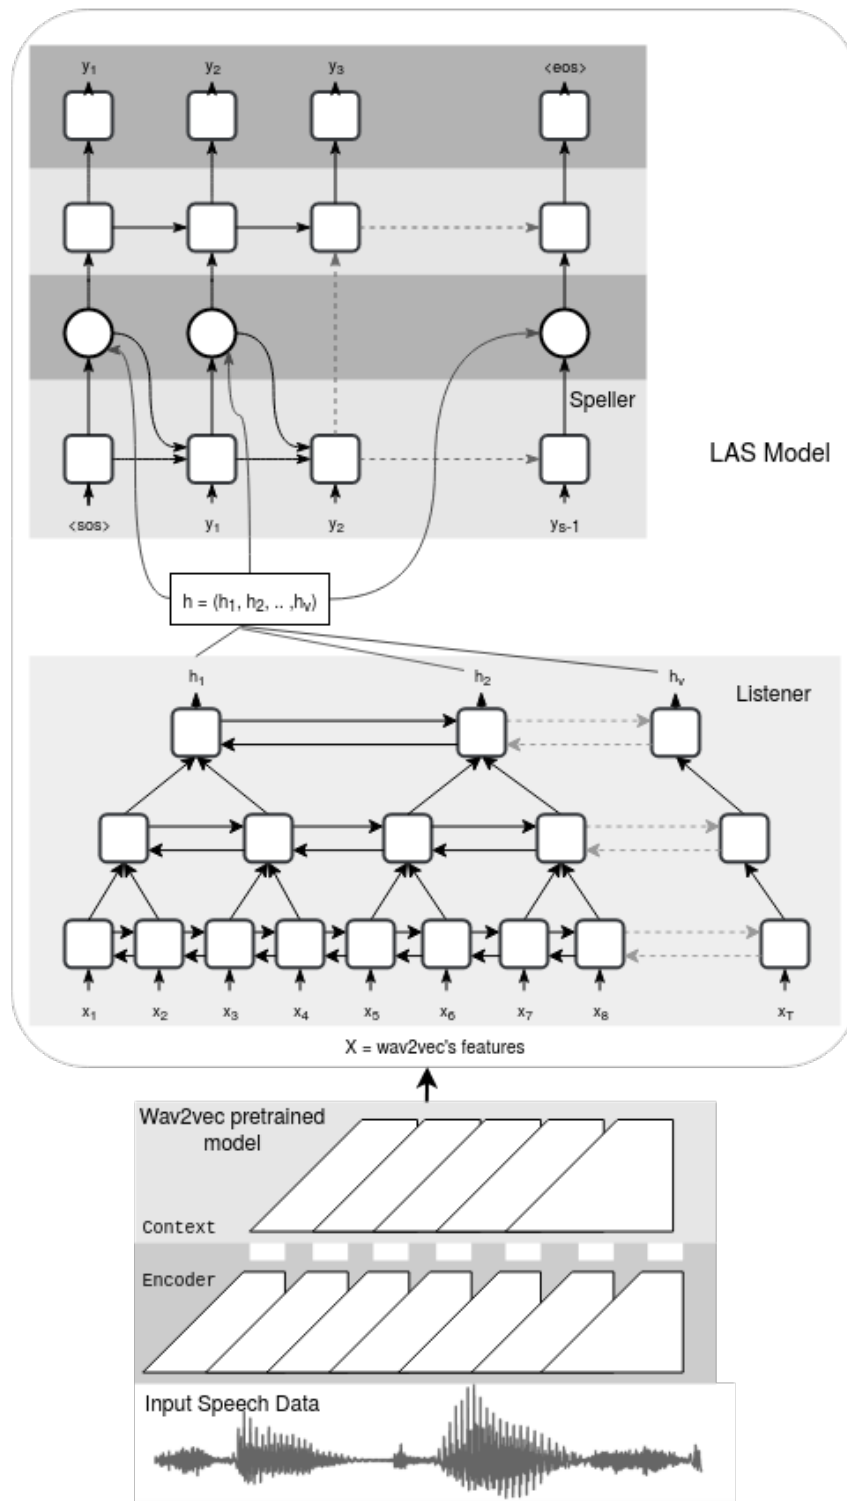 y1 y2 y3 <eos>
Speller
LAS Model
<sos> y1 y2 ys-1
h = (h1, h2, .. ,hv)
h1 h2 hv
Listener
x1 x2 x3 x4 x5 x6 x7 x8 xT
X = wav2vec's features
Wav2vec pretrained
model
Context
Encoder
Input Speech Data